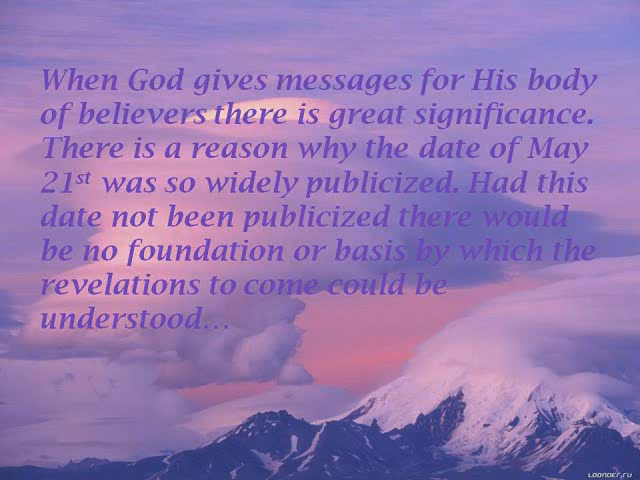 When God gives messages for His body
of believers there is great significance.
There is a reason why the date of May
21st was so widely publicized. Had this
date not been publicized there would
be no foundation or basis by which the
revelations to come could be
understood…
LOONDER.RU